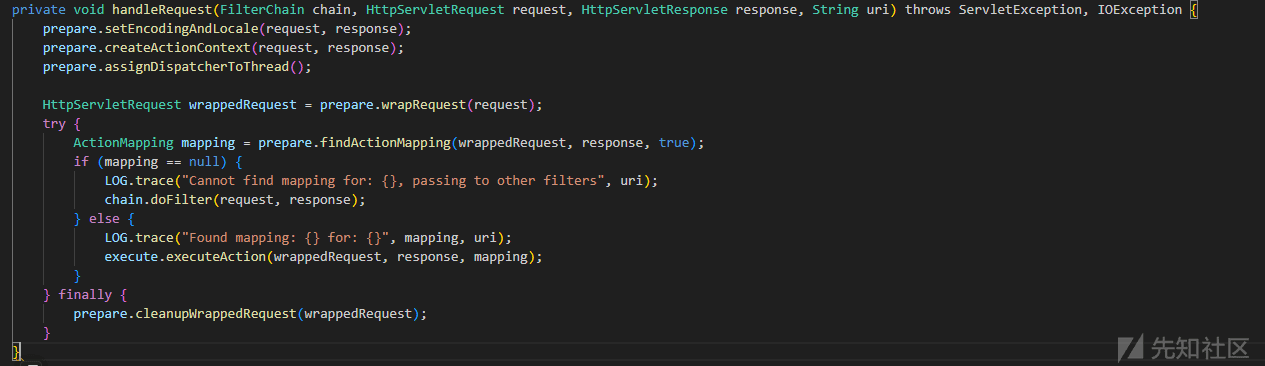 private void handleRequest(FilterChain chain, HttpServletRequest request, HttpServletResponse response, String uri) throws ServletException, IOException {
    prepare.setEncodingAndLocale(request, response);
    prepare.createActionContext(request, response);
    prepare.assignDispatcherToThread();

    HttpServletRequest wrappedRequest = prepare.wrapRequest(request);
    try {
        ActionMapping mapping = prepare.findActionMapping(wrappedRequest, response, true);
        if (mapping == null) {
            LOG.trace("Cannot find mapping for: {}, passing to other filters", uri);
            chain.doFilter(request, response);
        } else {
            LOG.trace("Found mapping: {} for: {}", mapping, uri);
            execute.executeAction(wrappedRequest, response, mapping);
        }
    } finally {
        prepare.cleanupWrappedRequest(wrappedRequest);
    }
}
先知社区